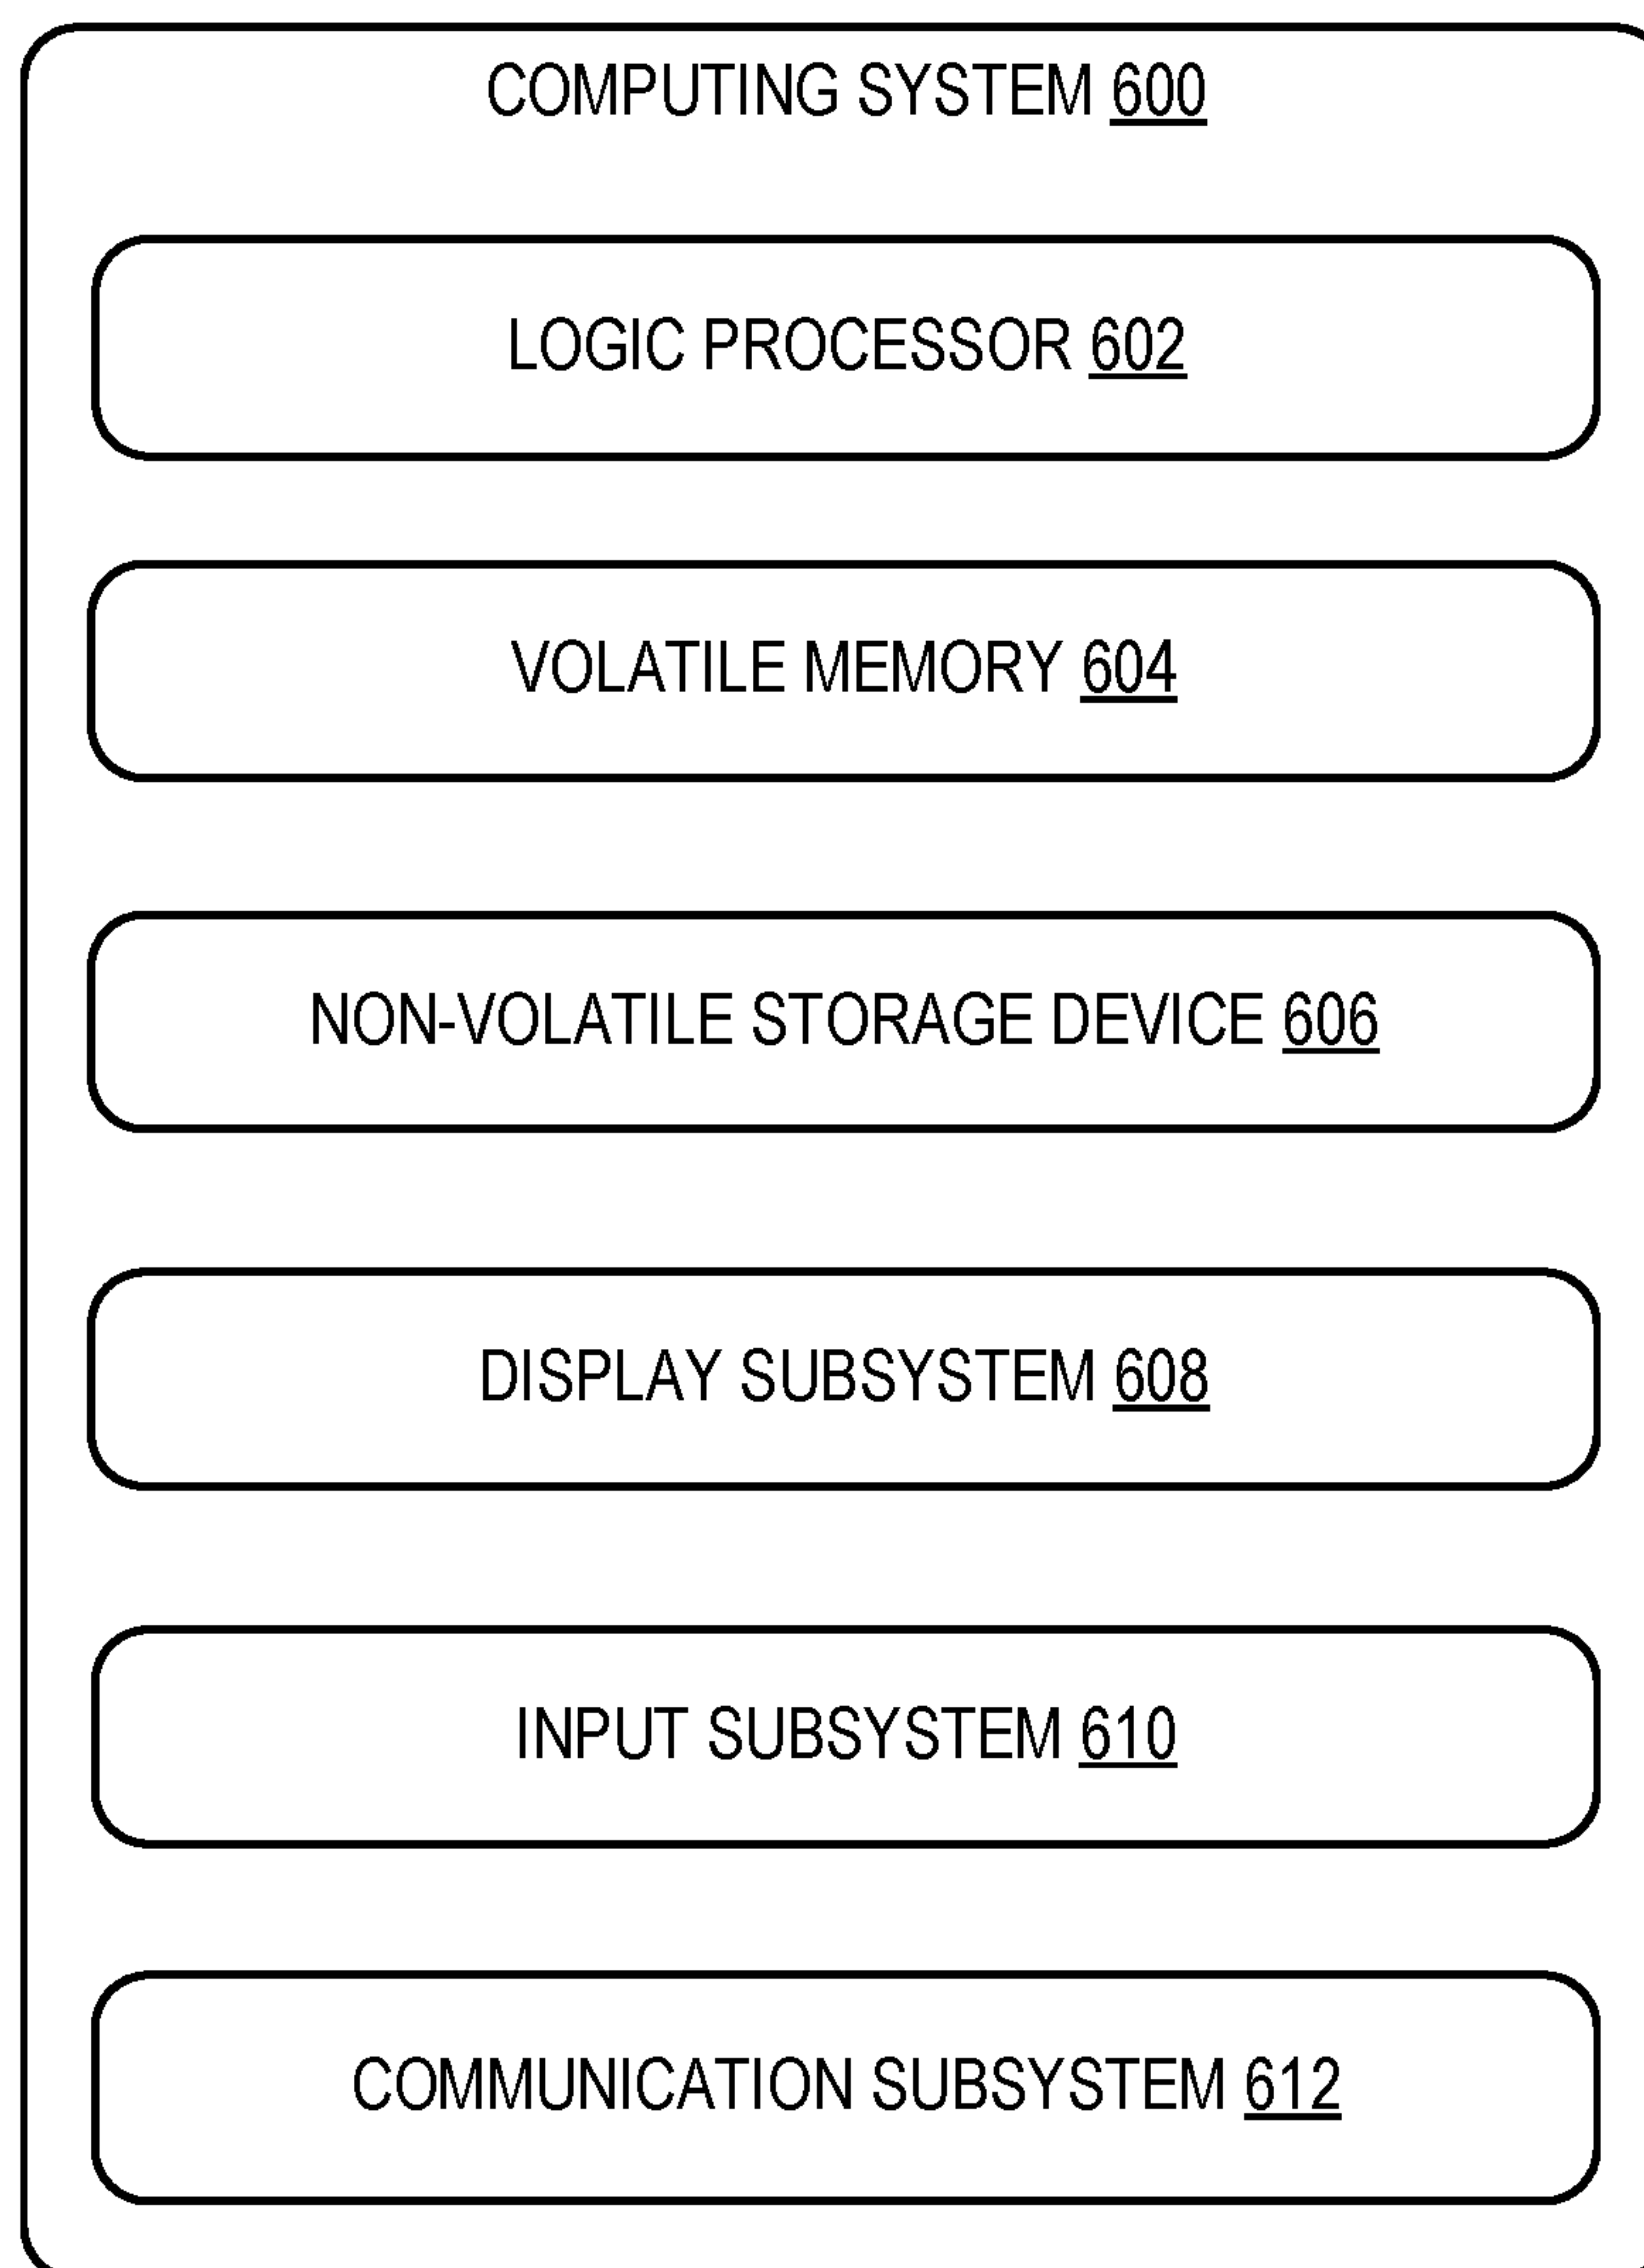 COMPUTING SYSTEM 600
LOGIC PROCESSOR 602
VOLATILE MEMORY 604
NON-VOLATILE STORAGE DEVICE 606
DISPLAY SUBSYSTEM 608
INPUT SUBSYSTEM 610
COMMUNICATION SUBSYSTEM 612